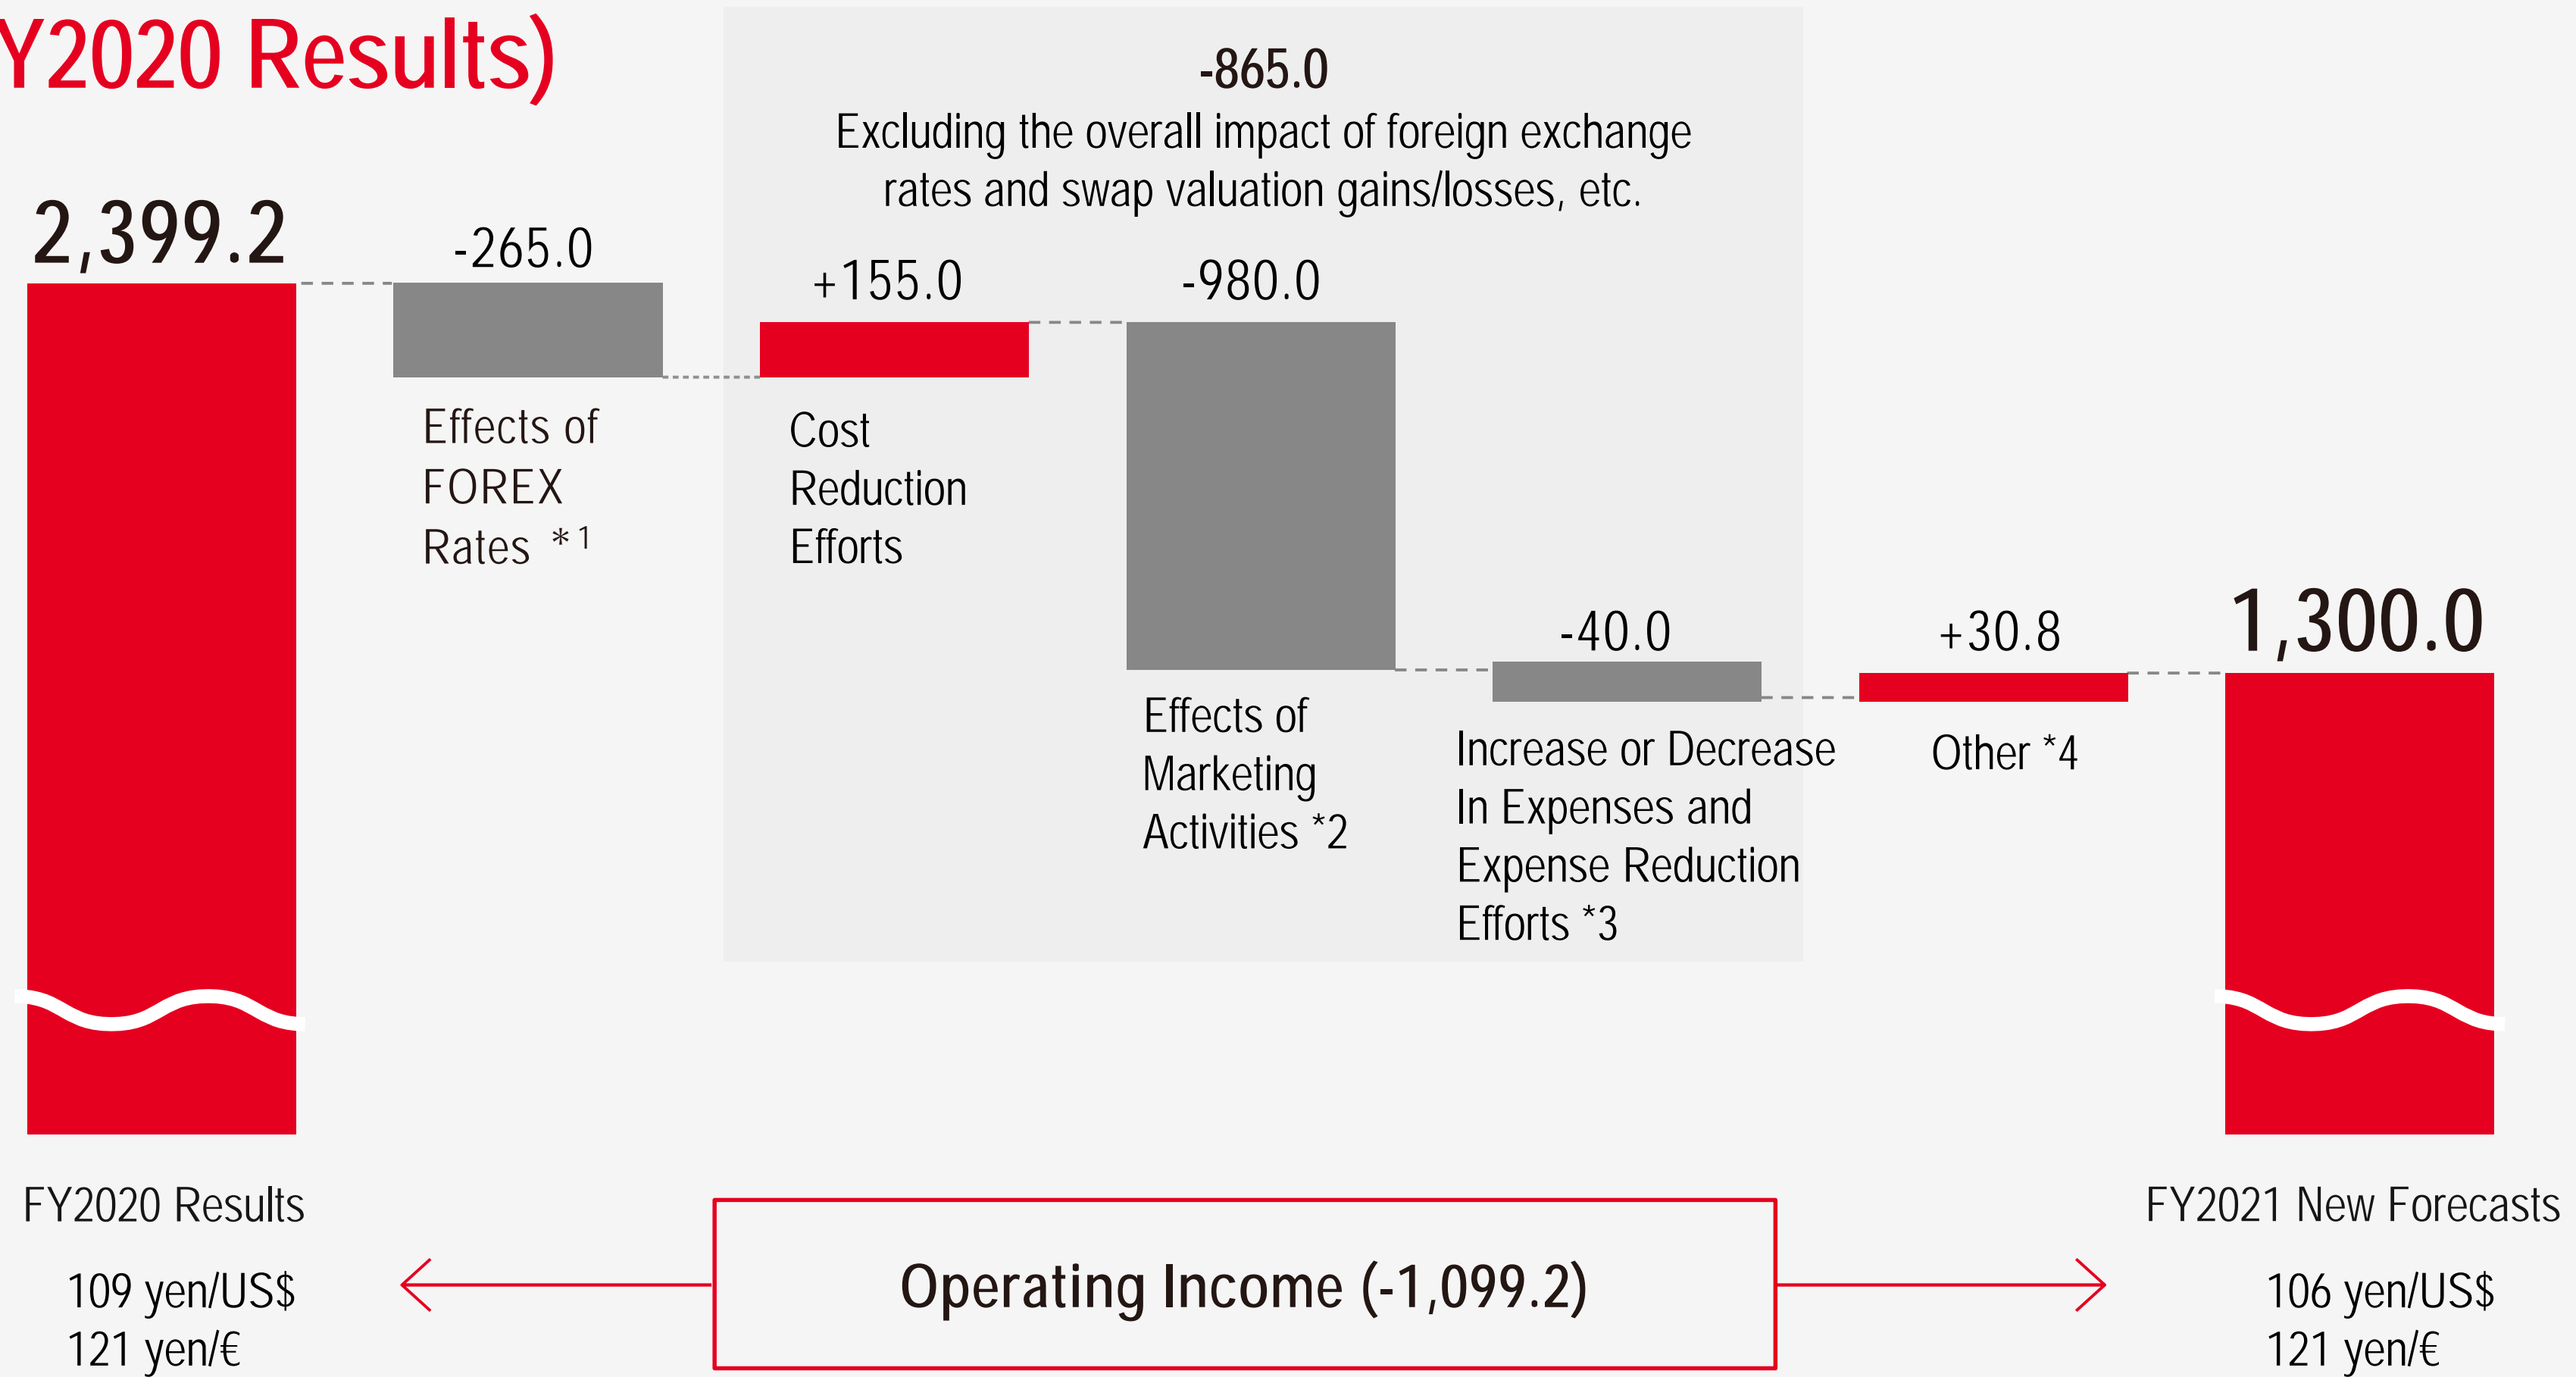 Y2020 Results)
-865.0
Excluding the overall impact of foreign exchange
rates and swap valuation gains/losses, etc.
2,399.2
-265.0
+155.0
-980.0
Effects of
FOREX
Rates *1
Cost
Reduction
Efforts
-40.0
+30.8
1,300.0
Effects of
Marketing
Activities *2
Increase or Decrease
In Expenses and
Expense Reduction
Efforts *3
Other *4
FY2020 Results
109 yen/US$
121 yen/€
Operating Income (-1,099.2)
FY2021 New Forecasts
106 yen/US$
121 yen/€